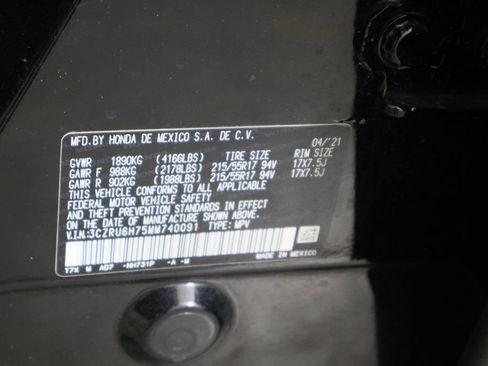 MFD.BY HONDA DE MEXICO S.A. DE C.V. 04/'21
GVWR 1890KG (4166LBS) TIRE SIZE RIM SIZE
GAWR F 988KG (2178LBS) 215/55R17 94V 17X7.5J
GAWR R 902KG (1988LBS) 215/55R17 94V 17X7.5J
THIS VEHICLE CONFORMS TO ALL APPLICABLE
FEDERAL MOTOR VEHICLE SAFETY AND
THEFT PREVENTION STANDARDS IN EFFECT
ON THE DATE OF MANUFACTURE SHOWN ABOVE.
V.I.N:3CZRU6H75MM740091 TYPE: MPV
T7X M AO7 -NH731P -A -M
MADE IN MEXICO